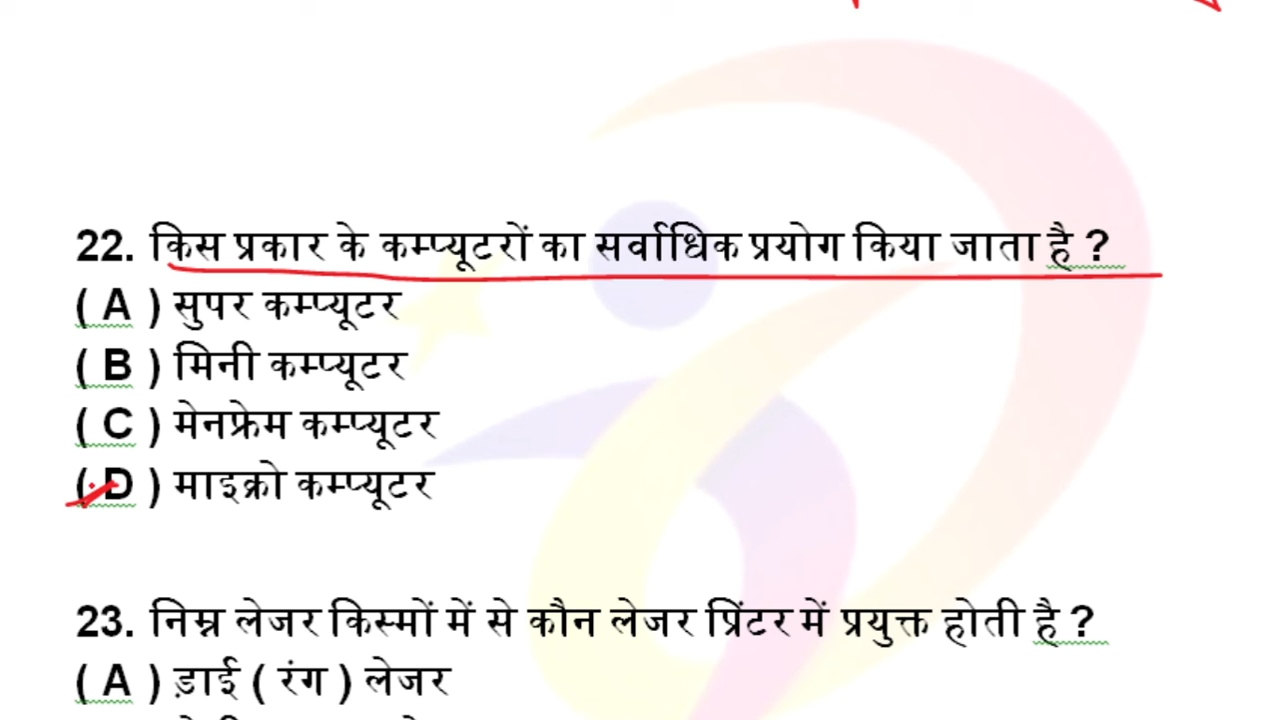 22. किस प्रकार के कम्प्यूटरों का सर्वाधिक प्रयोग किया जाता है ?
( A ) सुपर कम्प्यूटर
( B ) मिनी कम्प्यूटर
( C ) मेनफ्रेम कम्प्यूटर
( D ) माइक्रो कम्प्यूटर
23. निम्न लेजर किस्मों में से कौन लेजर प्रिंटर में प्रयुक्त होती है ?
( A ) ड़ाई ( रंग ) लेजर